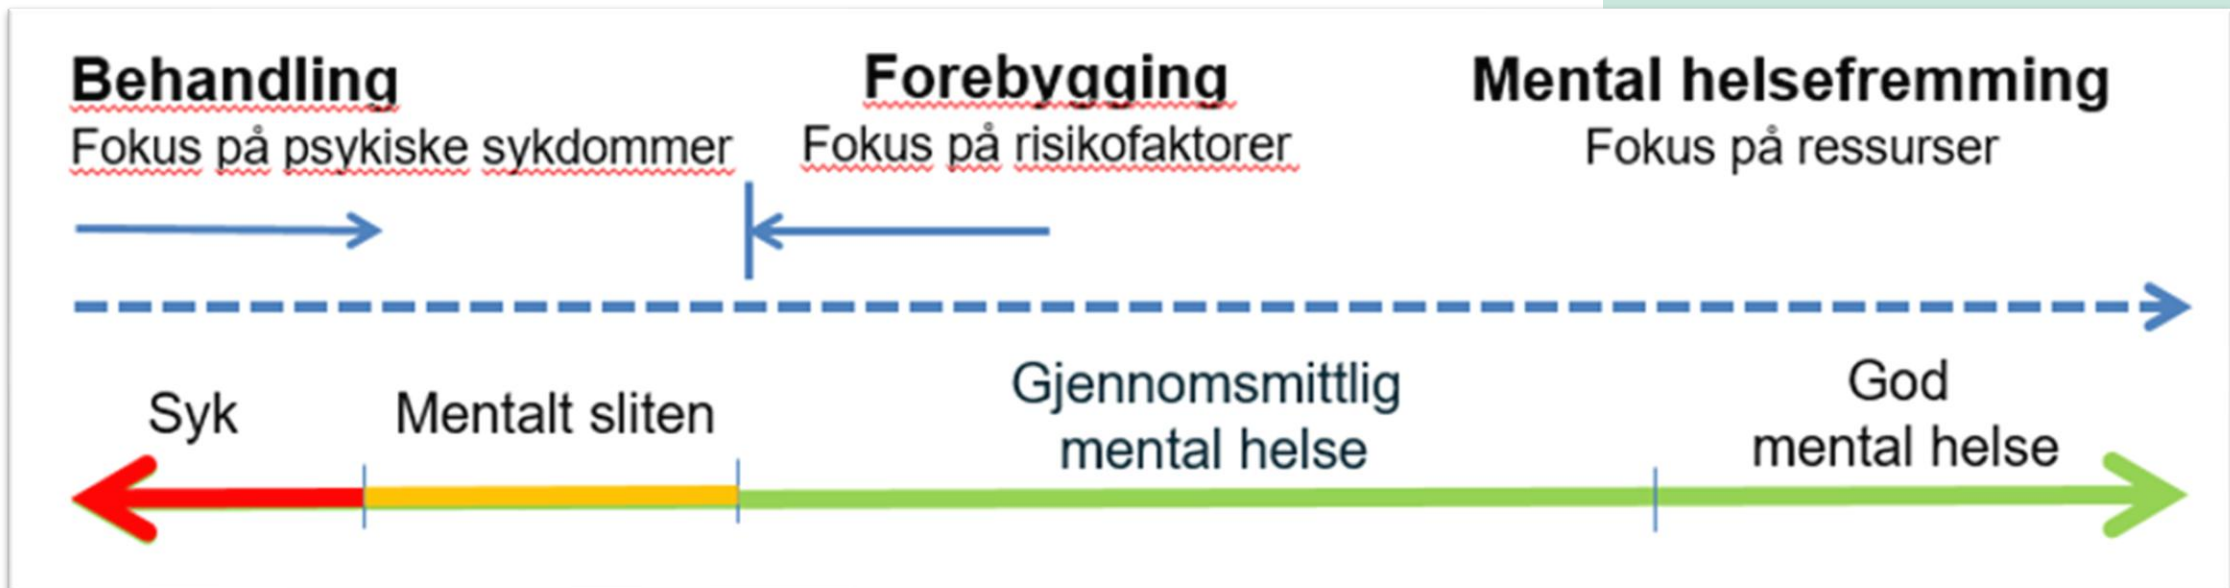 Behandling
Fokus på psykiske sykdommer
Forebygging
Fokus på risikofaktorer
Mental helsefremming
Fokus på ressurser
Syk
Mentalt sliten
Gjennomsmittlig
mental helse
God
mental helse